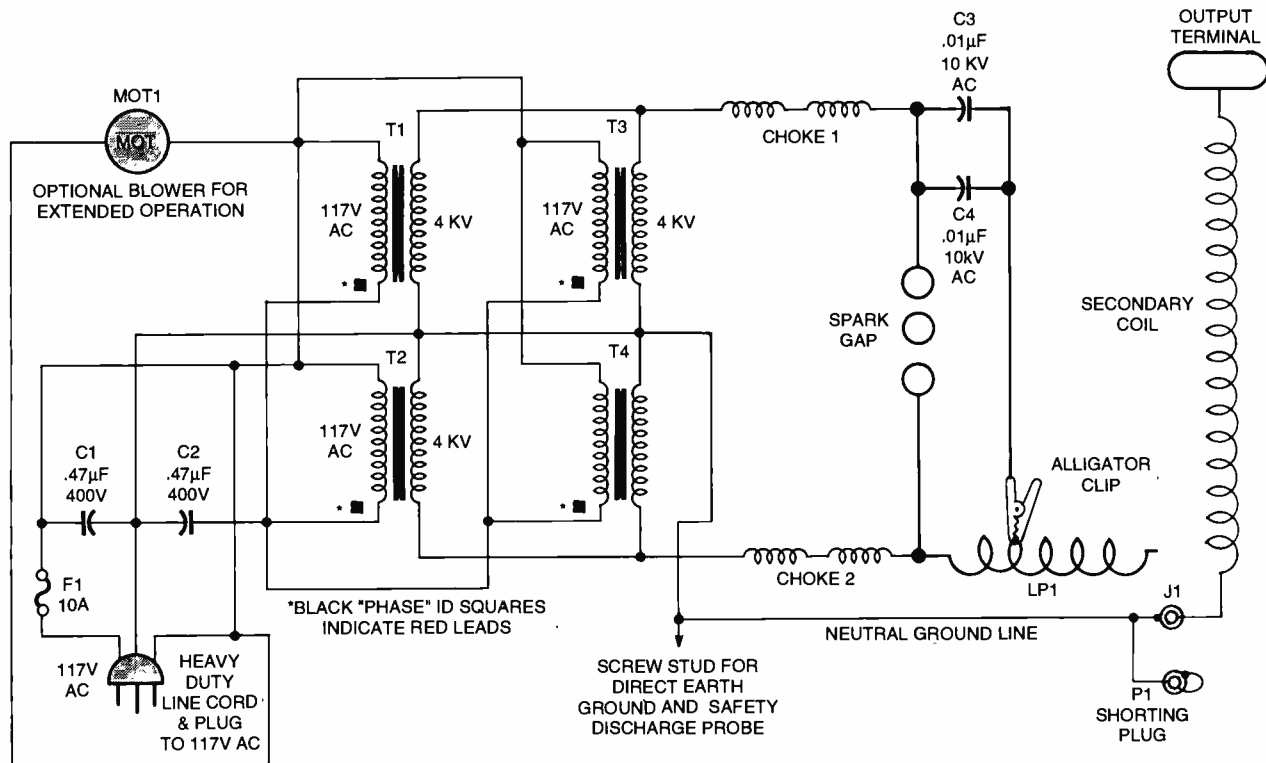 MOT1
MOT
OPTIONAL BLOWER FOR
EXTENDED OPERATION
T1
117V
AC
4 KV
*
T3
117V
AC
4 KV
*
T2
117V
AC
4 KV
*
T4
*
C1
.47µF
400V
C2
.47µF
400V
F1
10A
117V
AC
HEAVY
DUTY
LINE CORD
& PLUG
TO 117V AC
*BLACK "PHASE" ID SQUARES
INDICATE RED LEADS
CHOKE 1
CHOKE 2
C3
.01µF
10 KV
AC
C4
.01µF
10kV
AC
SPARK
GAP
ALLIGATOR
CLIP
LP1
OUTPUT
TERMINAL
SECONDARY
COIL
J1
NEUTRAL GROUND LINE
P1
SHORTING
PLUG
SCREW STUD FOR
DIRECT EARTH
GROUND AND SAFETY
DISCHARGE PROBE